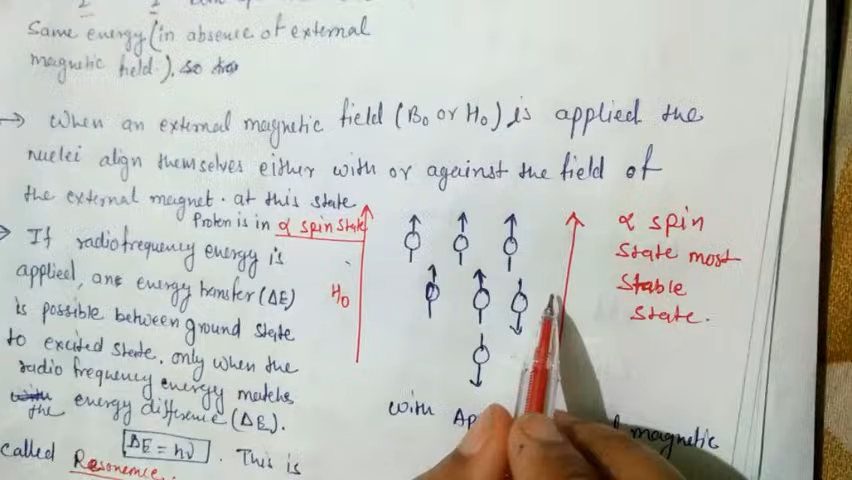 Same energy (in absence of external
magnetic field.). so
→ When an external magnetic field (B₀ or H₀) is applied the
nuclei align themselves either with or against the field of
the external magnet. at this state
Proton is in α spin state
→ If radiofrequency energy is
applied, an energy transfer (ΔE)
is possible between ground state
to excited state. only when the
radio frequency energy matches
the energy difference (ΔE).
ΔE = hν . This is
called Resonence.
H₀
α spin
state most
stable
state.
with
magnetic